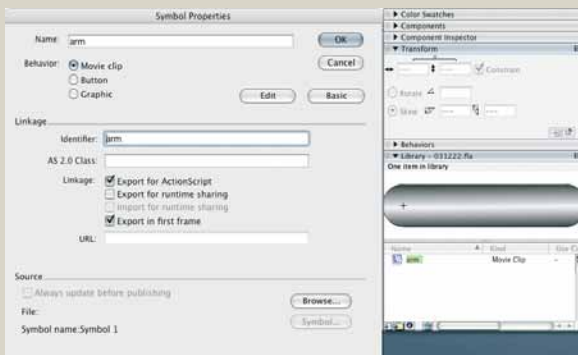 Symbol Properties
Name: arm
OK
Behavior: Movie clip
Cancel
Button
Graphic
Edit
Basic
Linkage
Identifier: arm
AS 2.0 Class:
Linkage: Export for ActionScript
Export for runtime sharing
Import for runtime sharing
Export in first frame
URL:
Source
Always update before publishing
Browse...
File:
Symbol...
Symbol name: Symbol 1
Color Swatches
Components
Component Inspector
Transform
Constrain
Rotate
Skew
Behaviors
Library - 031222.fla
One item in library
Name Kind Use C
arm Movie Clip -